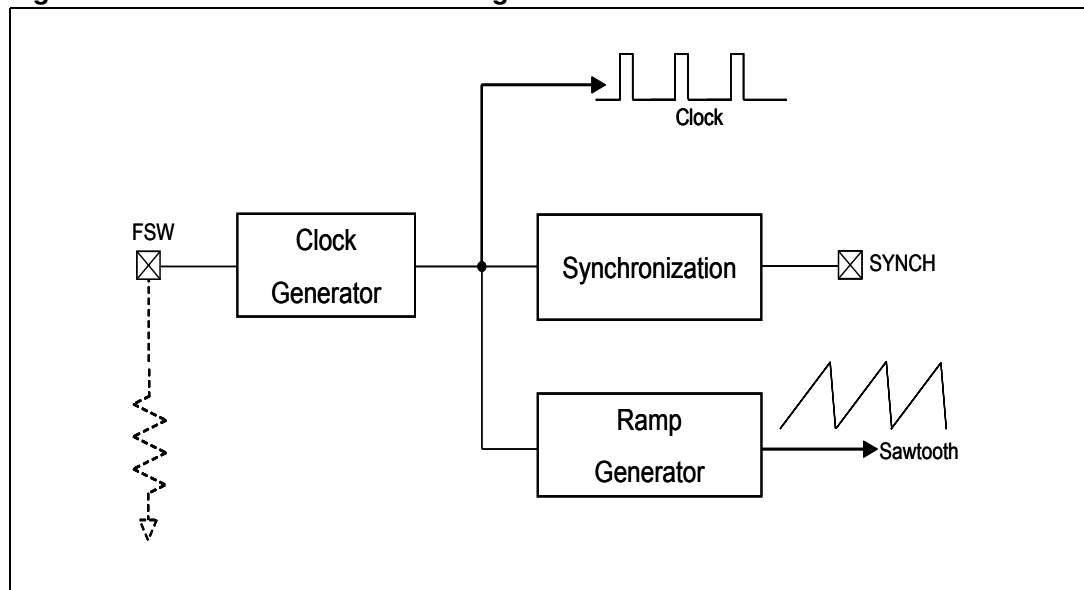 Clock
FSW
Clock
Generator
Synchronization
SYNCH
Ramp
Generator
Sawtooth